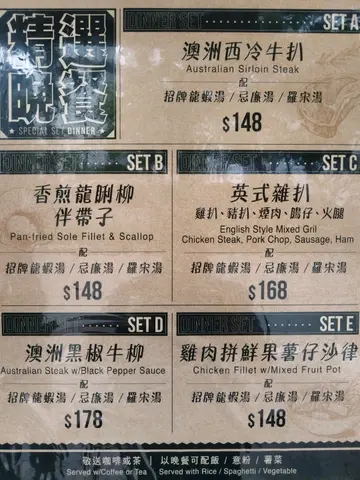 精選
晚餐
★ SPECIAL SET DINNER ★
DINNER SET SET A
澳洲西冷牛扒
Australian Sirloin Steak
配
招牌龍蝦湯 / 忌廉湯 / 羅宋湯
$148
DINNER SET SET B
香煎龍脷柳
伴帶子
Pan-fried Sole Fillet & Scallop
配
招牌龍蝦湯 / 忌廉湯 / 羅宋湯
$148
DINNER SET SET C
英式雜扒
雞扒、豬扒、煙肉、腸仔、火腿
English Style Mixed Gril
Chicken Steak, Pork Chop, Sausage, Ham
配
招牌龍蝦湯 / 忌廉湯 / 羅宋湯
$168
DINNER SET SET D
澳洲黑椒牛柳
Australian Steak w/Black Pepper Sauce
配
招牌龍蝦湯 / 忌廉湯 / 羅宋湯
$178
DINNER SET SET E
雞肉拼鮮果薯仔沙律
Chicken Fillet w/Mixed Fruit Pot
配
招牌龍蝦湯 / 忌廉湯 / 羅宋湯
$148
敬送咖啡或茶 | 以晚餐可配飯 / 意粉 / 薯菜
Served w/Coffee or Tea Served with Rice / Spaghetti / Vegetable